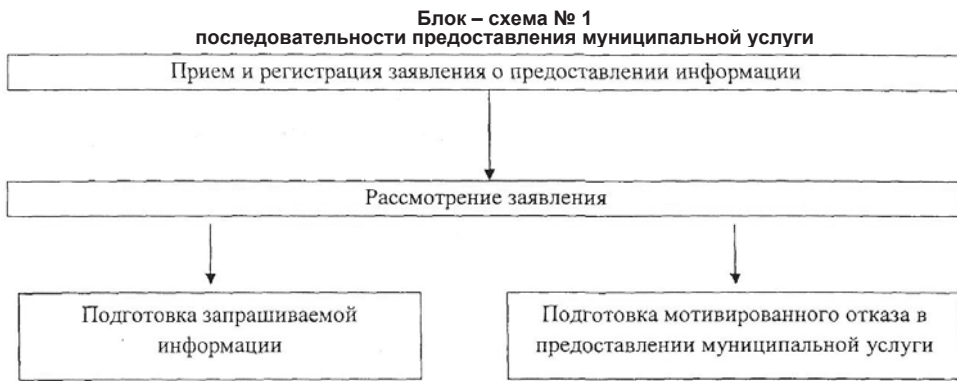 Блок – схема № 1
последовательности предоставления муниципальной услуги
Прием и регистрация заявления о предоставлении информации
Рассмотрение заявления
Подготовка запрашиваемой
информации
Подготовка мотивированного отказа в
предоставлении муниципальной услуги